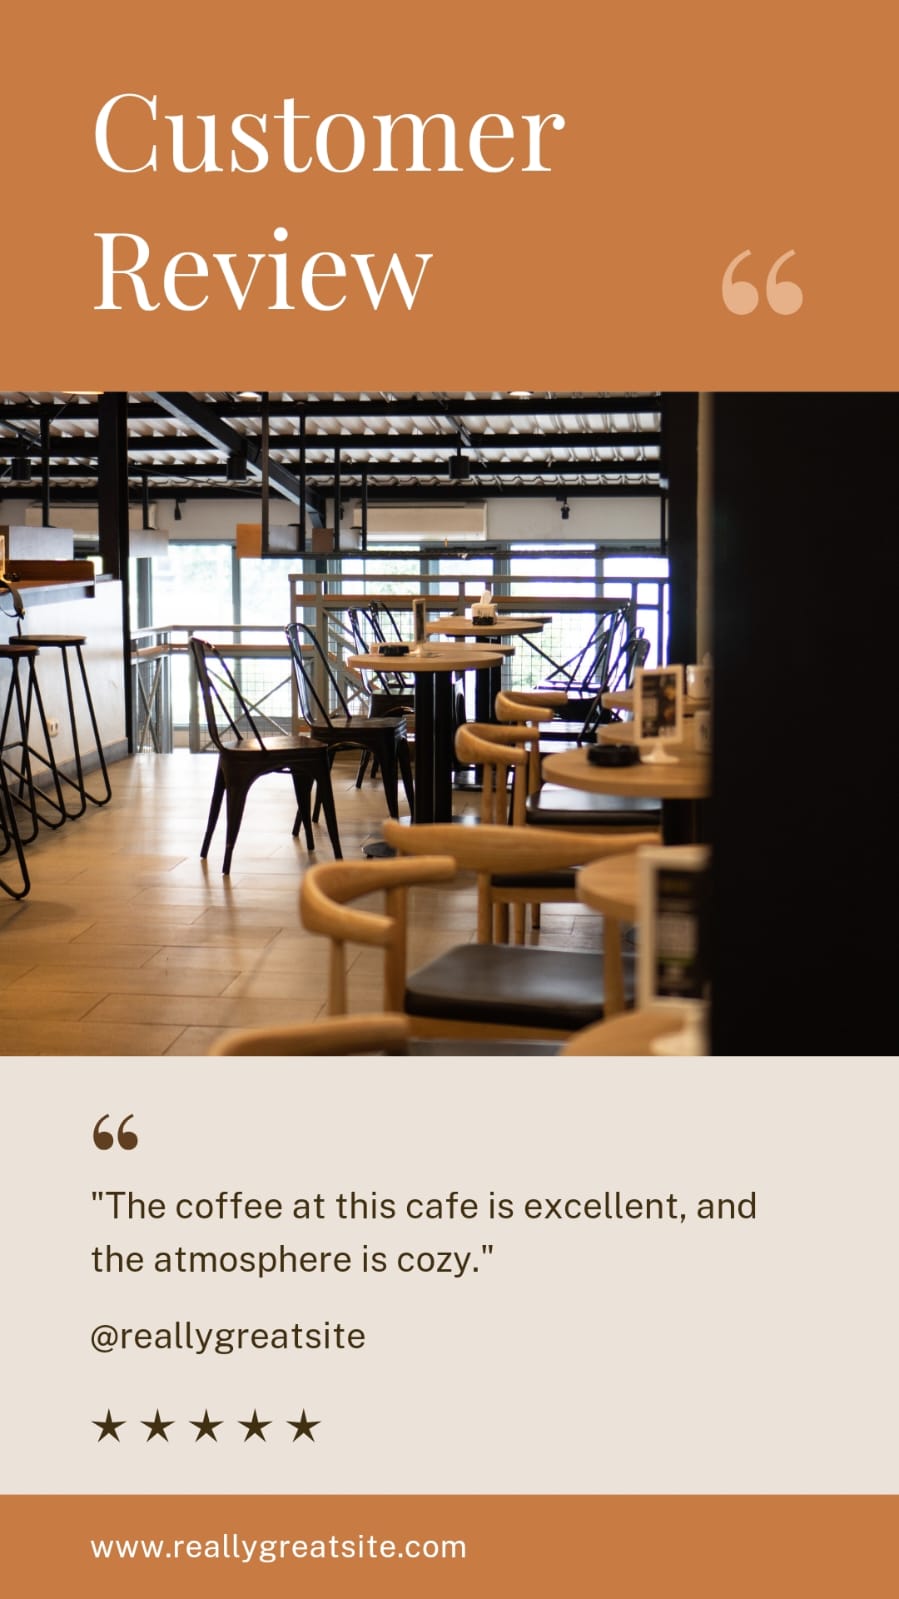 Customer
Review
“
“
"The coffee at this cafe is excellent, and
the atmosphere is cozy."
@reallygreatsite
★ ★ ★ ★ ★
www.reallygreatsite.com